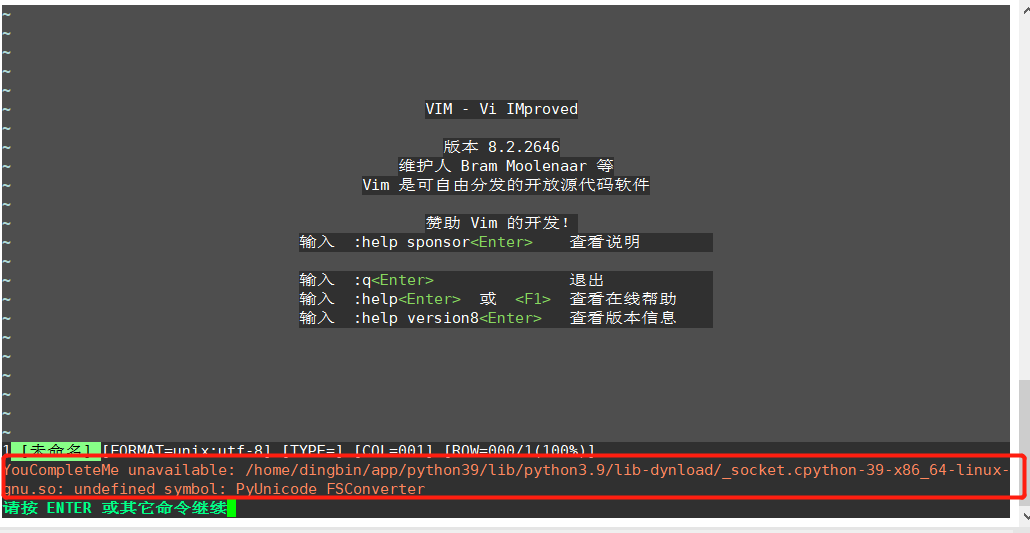 ~
~
~
~
~
VIM - Vi IMproved
~
~
版本 8.2.2646
~
维护人 Bram Moolenaar 等
~
Vim 是可自由分发的开放源代码软件
~
~
赞助 Vim 的开发!
~
输入 :help sponsor<Enter> 查看说明
~
~
输入 :q<Enter> 退出
~
输入 :help<Enter> 或 <F1> 查看在线帮助
~
输入 :help version8<Enter> 查看版本信息
~
~
~
~
~
~
~
1 [未命名] [FORMAT=unix:utf-8] [TYPE=] [COL=001] [ROW=000/1(100%)]
YouCompleteMe unavailable: /home/dingbin/app/python39/lib/python3.9/lib-dynload/_socket.cpython-39-x86_64-linux-
gnu.so: undefined symbol: PyUnicode_FSConverter
请按 ENTER 或其它命令继续